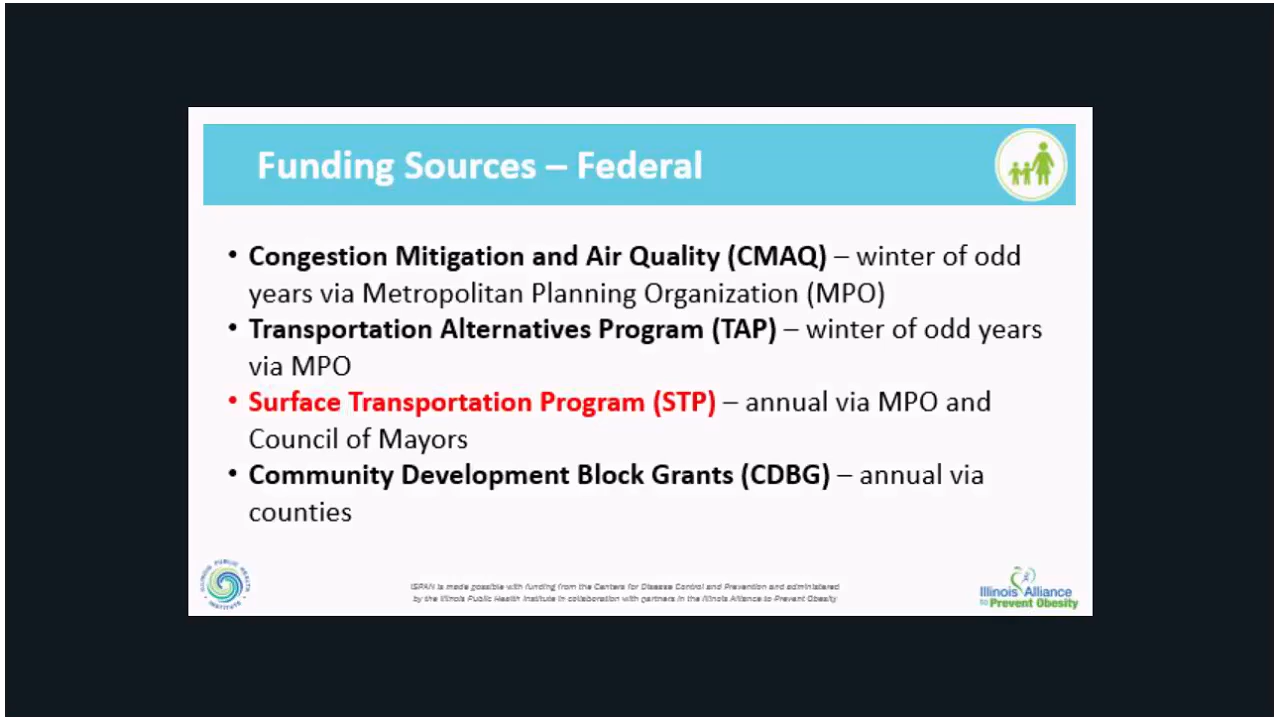 Funding Sources – Federal
• Congestion Mitigation and Air Quality (CMAQ) – winter of odd
years via Metropolitan Planning Organization (MPO)
• Transportation Alternatives Program (TAP) – winter of odd years
via MPO
• Surface Transportation Program (STP) – annual via MPO and
Council of Mayors
• Community Development Block Grants (CDBG) – annual via
counties
ILLINOIS PUBLIC HEALTH
INSTITUTE
ISPAN is made possible with funding from the Centers for Disease Control and Prevention and administered
by the Illinois Public Health Institute in collaboration with partners in the Illinois Alliance to Prevent Obesity
Illinois Alliance
to Prevent Obesity